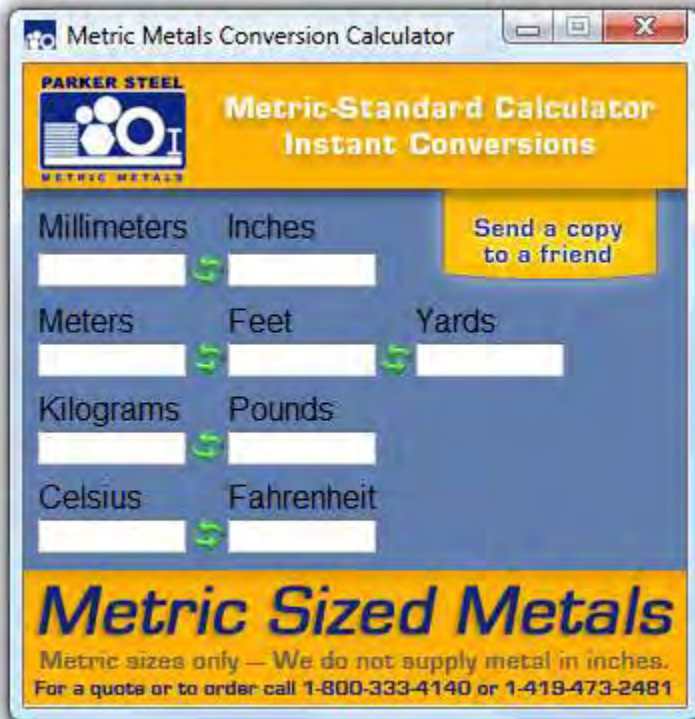 Metric Metals Conversion Calculator
PARKER STEEL
METRIC METALS
Metric-Standard Calculator
Instant Conversions
Send a copy
to a friend
Millimeters Inches
Meters Feet Yards
Kilograms Pounds
Celsius Fahrenheit
Metric Sized Metals
Metric sizes only — We do not supply metal in inches.
For a quote or to order call 1-800-333-4140 or 1-419-473-2481